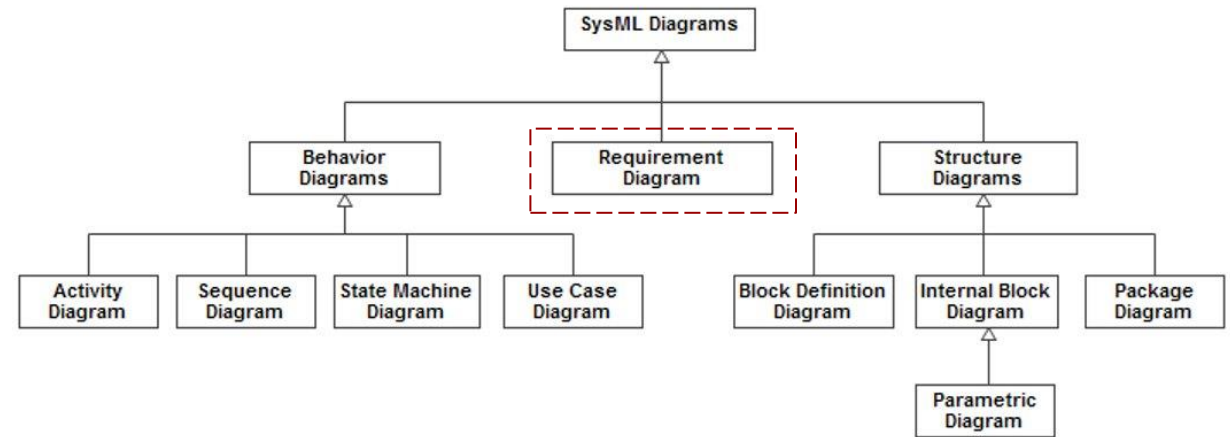 SysML Diagrams
Behavior
Diagrams
Requirement
Diagram
Structure
Diagrams
Activity
Diagram
Sequence
Diagram
State Machine
Diagram
Use Case
Diagram
Block Definition
Diagram
Internal Block
Diagram
Package
Diagram
Parametric
Diagram